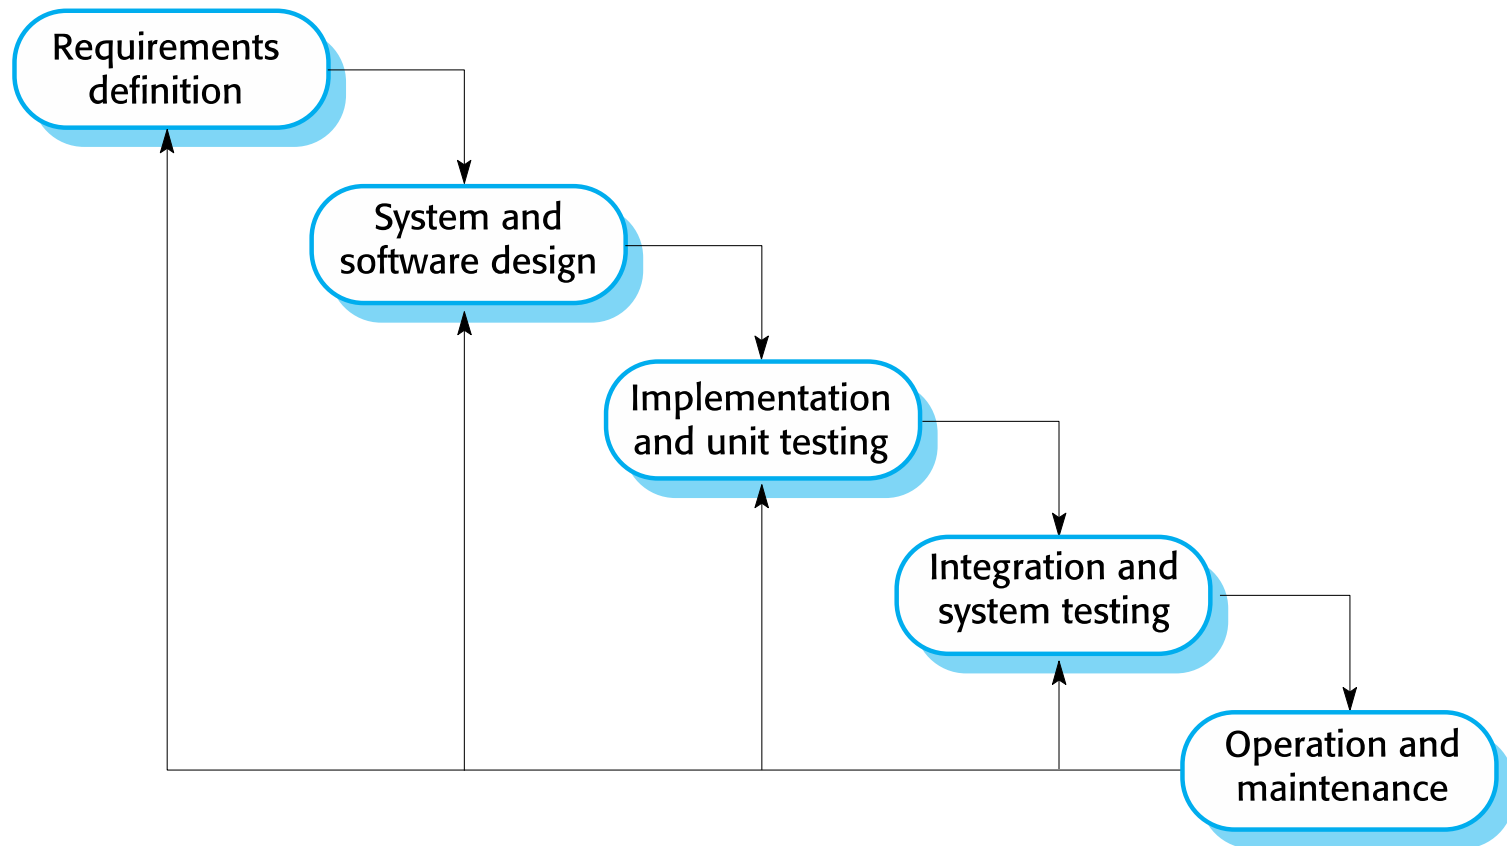 Requirements
definition
System and
software design
Implementation
and unit testing
Integration and
system testing
Operation and
maintenance